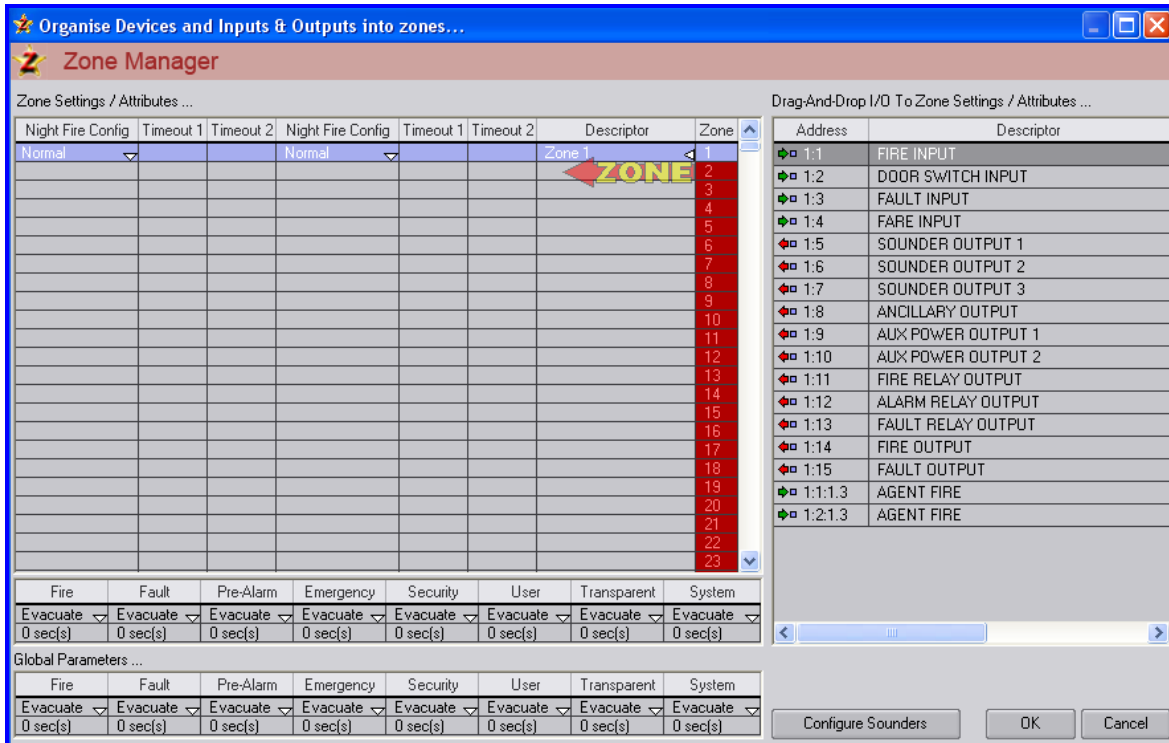 Organise Devices and Inputs & Outputs into zones...
Zone Manager
Zone Settings / Attributes ...
Drag-And-Drop I/O To Zone Settings / Attributes ...
Night Fire Config Timeout 1 Timeout 2 Night Fire Config Timeout 1 Timeout 2 Descriptor Zone
Normal Normal Zone 1 1
ZONE
2
3
4
5
6
7
8
9
10
11
12
13
14
15
16
17
18
19
20
21
22
23
Address Descriptor
1:1 FIRE INPUT
1:2 DOOR SWITCH INPUT
1:3 FAULT INPUT
1:4 FARE INPUT
1:5 SOUNDER OUTPUT 1
1:6 SOUNDER OUTPUT 2
1:7 SOUNDER OUTPUT 3
1:8 ANCILLARY OUTPUT
1:9 AUX POWER OUTPUT 1
1:10 AUX POWER OUTPUT 2
1:11 FIRE RELAY OUTPUT
1:12 ALARM RELAY OUTPUT
1:13 FAULT RELAY OUTPUT
1:14 FIRE OUTPUT
1:15 FAULT OUTPUT
1:1:1.3 AGENT FIRE
1:2:1.3 AGENT FIRE
Fire Fault Pre-Alarm Emergency Security User Transparent System
Evacuate Evacuate Evacuate Evacuate Evacuate Evacuate Evacuate Evacuate
0 sec(s) 0 sec(s) 0 sec(s) 0 sec(s) 0 sec(s) 0 sec(s) 0 sec(s) 0 sec(s)
Global Parameters ...
Fire Fault Pre-Alarm Emergency Security User Transparent System
Evacuate Evacuate Evacuate Evacuate Evacuate Evacuate Evacuate Evacuate
0 sec(s) 0 sec(s) 0 sec(s) 0 sec(s) 0 sec(s) 0 sec(s) 0 sec(s) 0 sec(s)
Configure Sounders OK Cancel